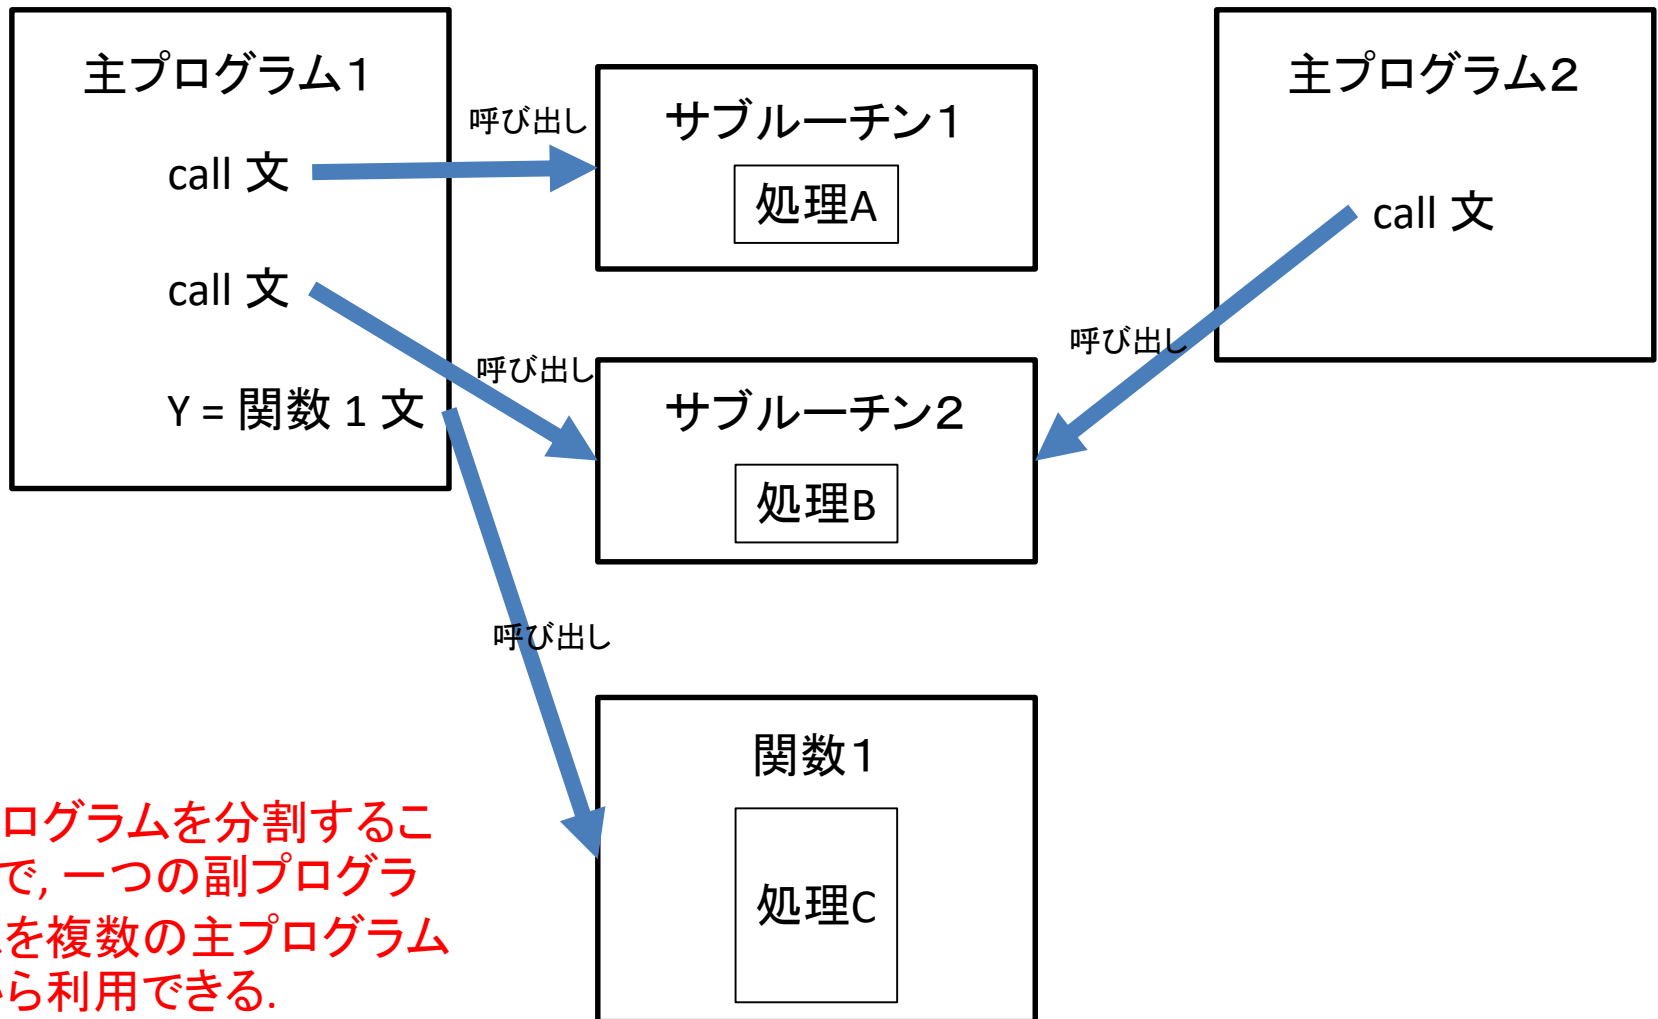 主プログラム1
call 文
call 文
Y = 関数 1 文
呼び出し
呼び出し
呼び出し
サブルーチン1
処理A
サブルーチン2
処理B
関数1
処理C
主プログラム2
call 文
呼び出し
ログラムを分割するこ
で, 一つの副プログラ
を複数の主プログラム
ら利用できる.